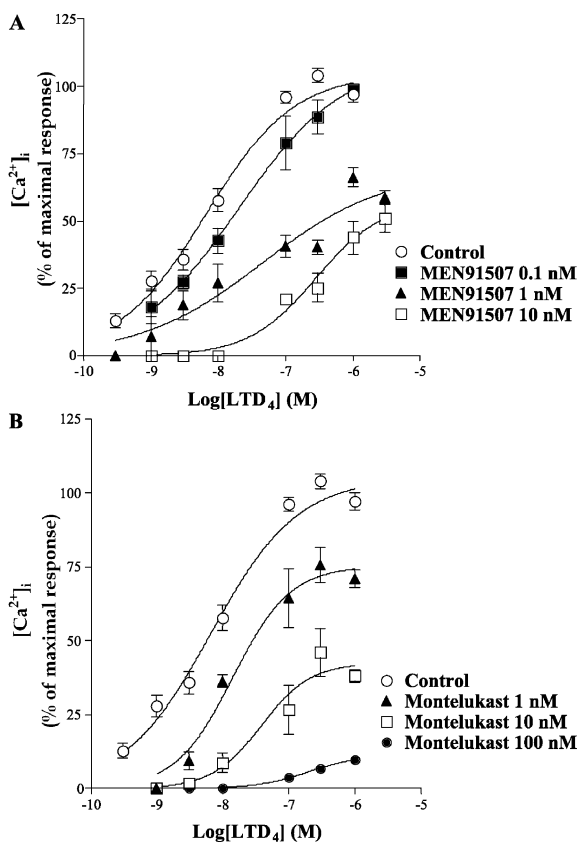 A
125
100
75
50
25
0
[Ca²⁺]ᵢ
(% of maximal response)
-10 -9 -8 -7 -6 -5
Log[LTD₄] (M)
Control
MEN91507 0.1 nM
MEN91507 1 nM
MEN91507 10 nM
B
125
100
75
50
25
0
[Ca²⁺]ᵢ
(% of maximal response)
-10 -9 -8 -7 -6 -5
Log[LTD₄] (M)
Control
Montelukast 1 nM
Montelukast 10 nM
Montelukast 100 nM